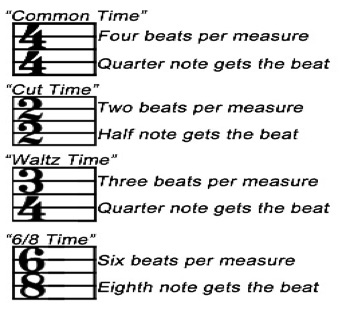 "Common Time"
4 Four beats per measure
4 Quarter note gets the beat
"Cut Time"
2 Two beats per measure
2 Half note gets the beat
"Waltz Time"
3 Three beats per measure
4 Quarter note gets the beat
"6/8 Time"
6 Six beats per measure
8 Eighth note gets the beat